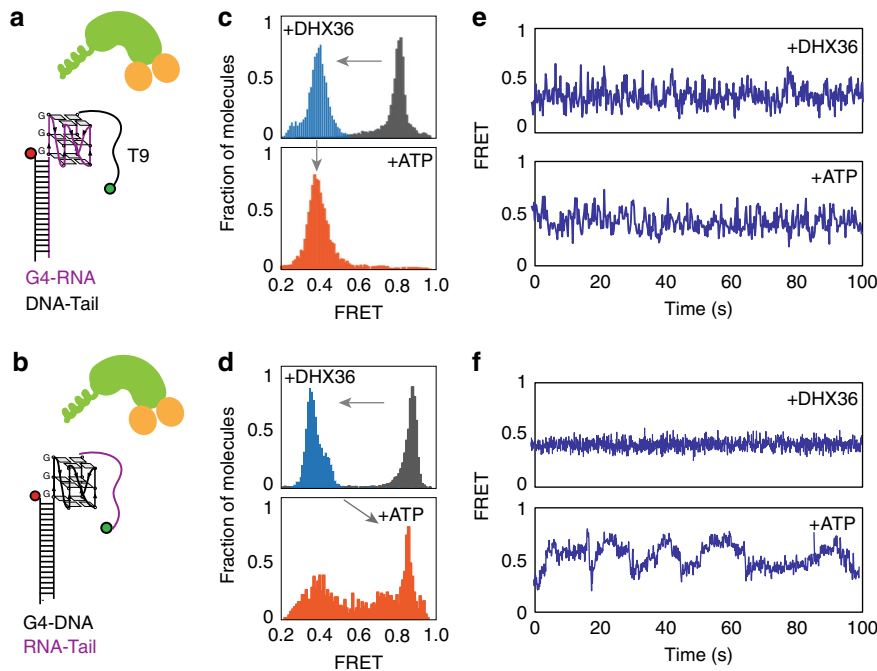 a
G
G
G
T9
G4-RNA
DNA-Tail
c
Fraction of molecules
1
0.5
0
+DHX36
1
0.5
0
+ATP
0.2 0.4 0.6 0.8 1.0
FRET
e
FRET
1
0.5
0
+DHX36
1
0.5
0
+ATP
0 20 40 60 80 100
Time (s)
b
G
G
G
G4-DNA
RNA-Tail
d
Fraction of molecules
1
0.5
0
+DHX36
1
0.5
0
+ATP
0.2 0.4 0.6 0.8 1.0
FRET
f
FRET
1
0.5
0
+DHX36
1
0.5
0
+ATP
0 20 40 60 80 100
Time (s)